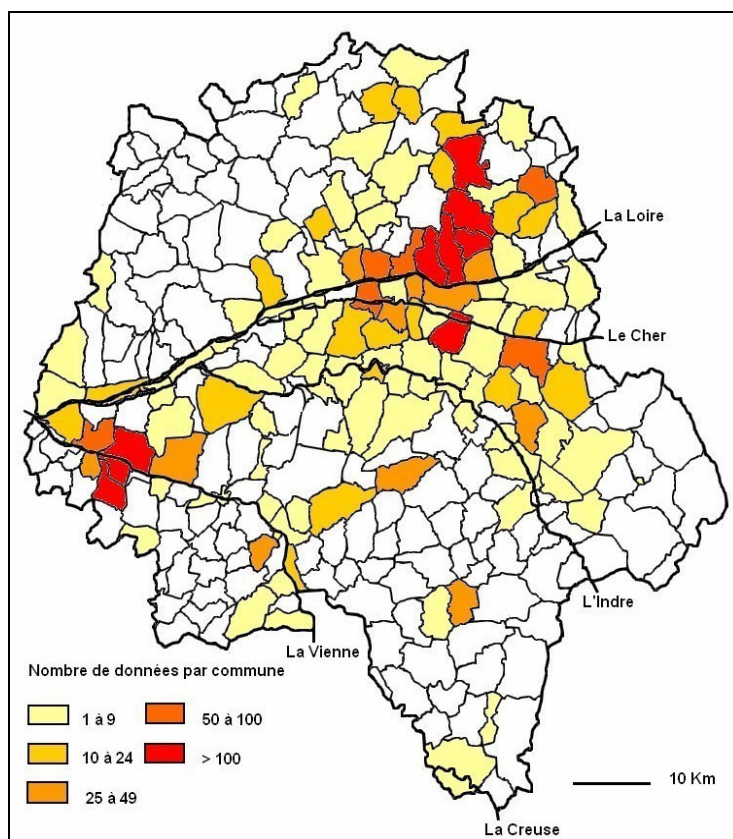 La Loire
Le Cher
L'Indre
La Vienne
Nombre de données par commune
1 à 9
50 à 100
10 à 24
> 100
25 à 49
10 Km
La Creuse